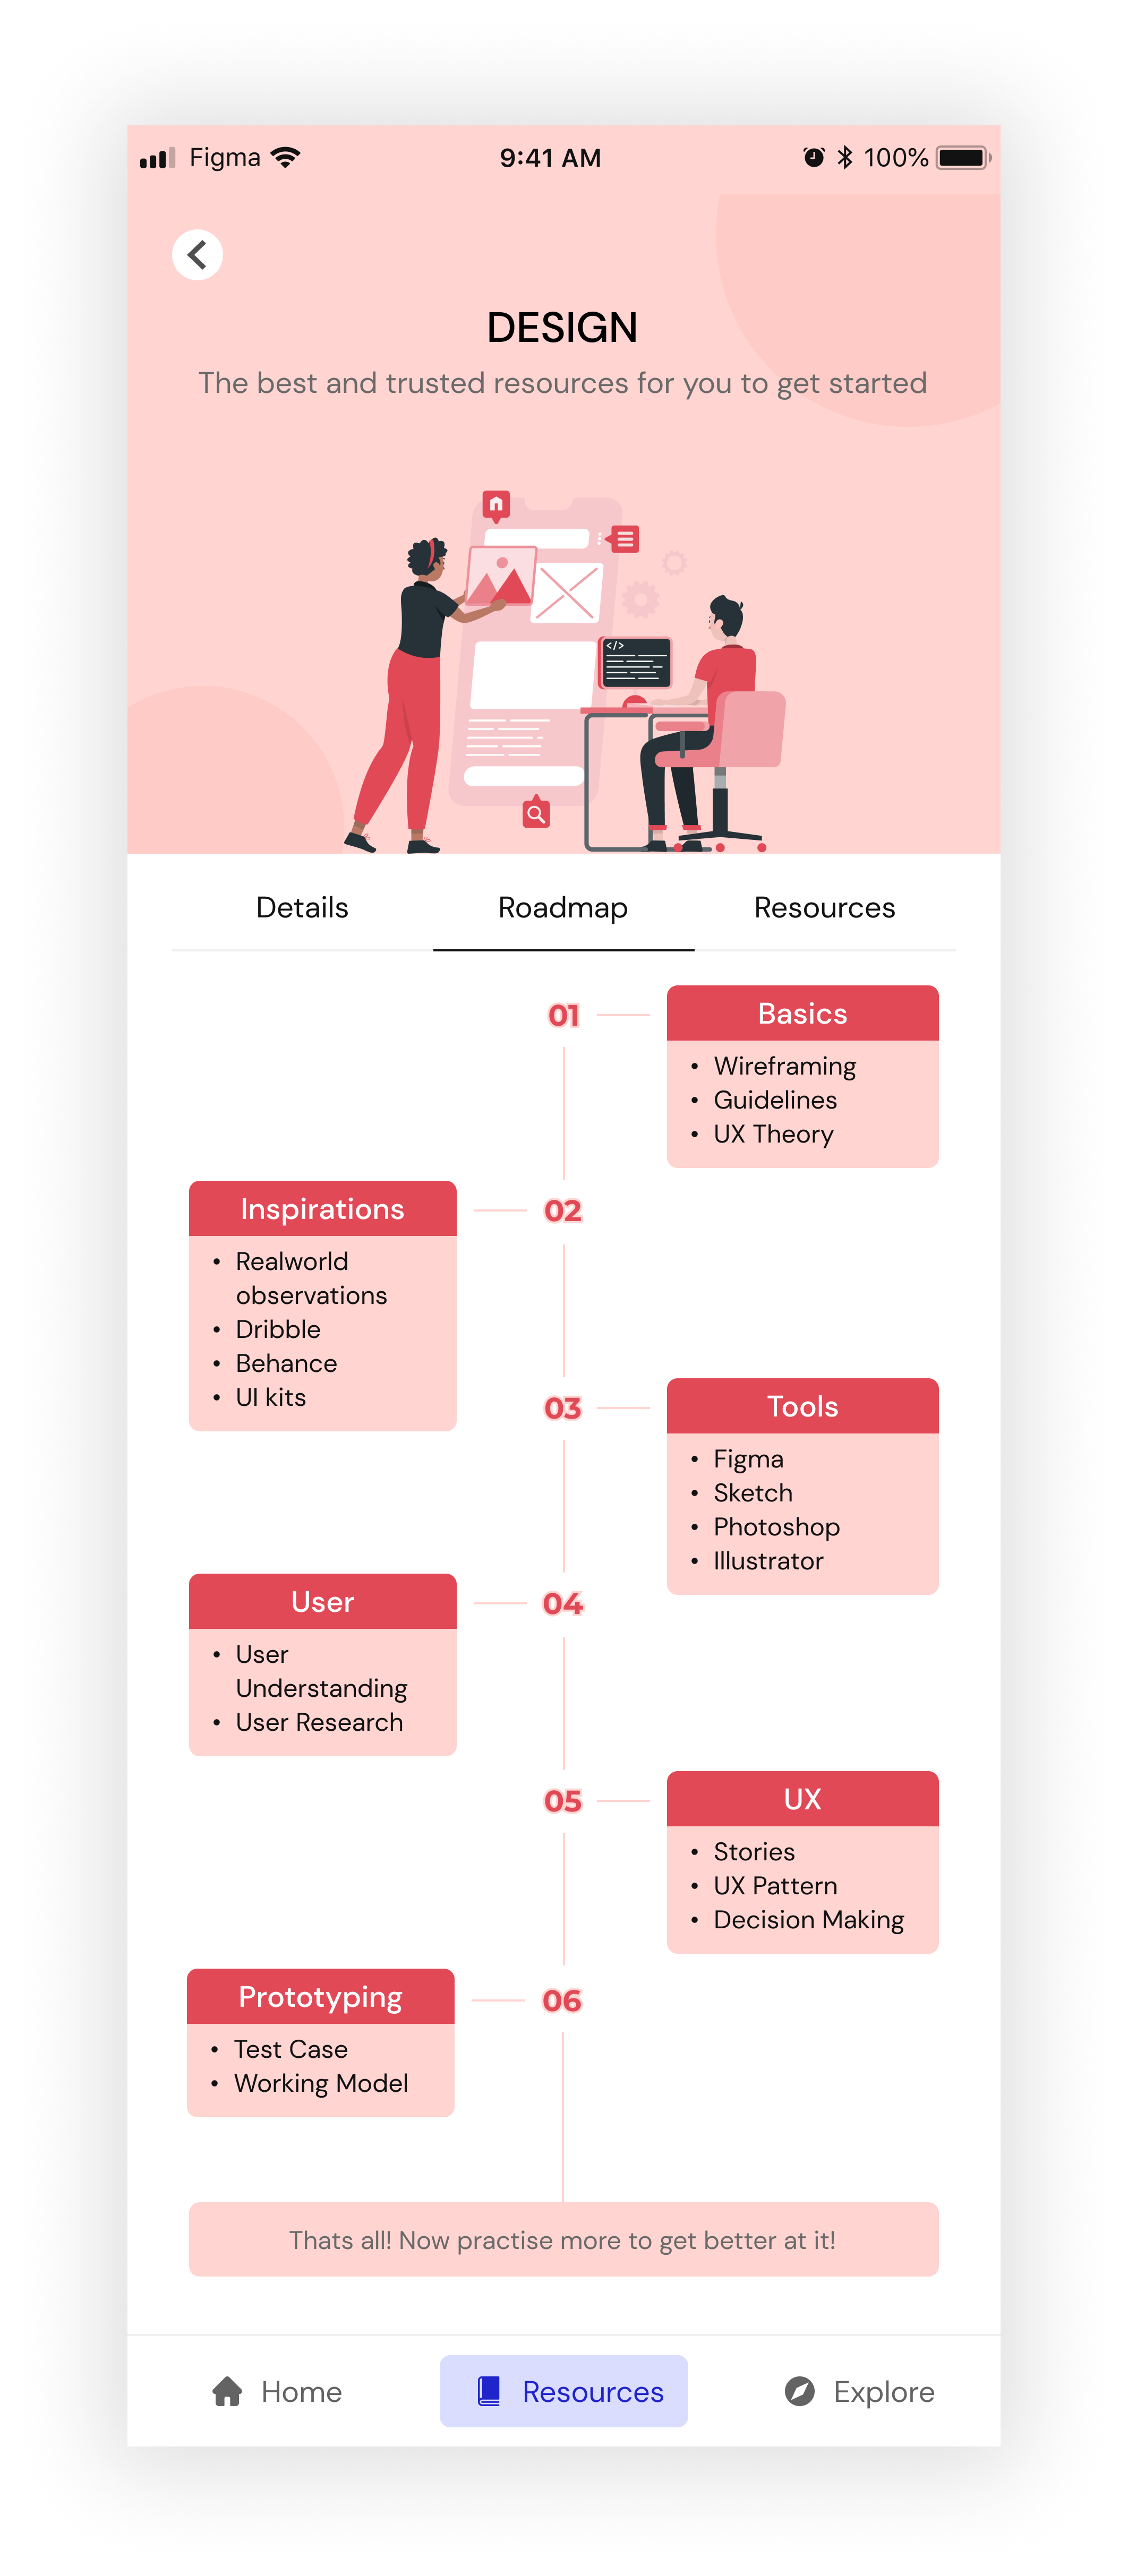 Figma
9:41 AM
100%
DESIGN
The best and trusted resources for you to get started
</>
Details
Roadmap
Resources
01
Basics
• Wireframing
• Guidelines
• UX Theory
02
Inspirations
• Realworld
observations
• Dribble
• Behance
• UI kits
03
Tools
• Figma
• Sketch
• Photoshop
• Illustrator
04
User
• User
Understanding
• User Research
05
UX
• Stories
• UX Pattern
• Decision Making
06
Prototyping
• Test Case
• Working Model
Thats all! Now practise more to get better at it!
Home
Resources
Explore